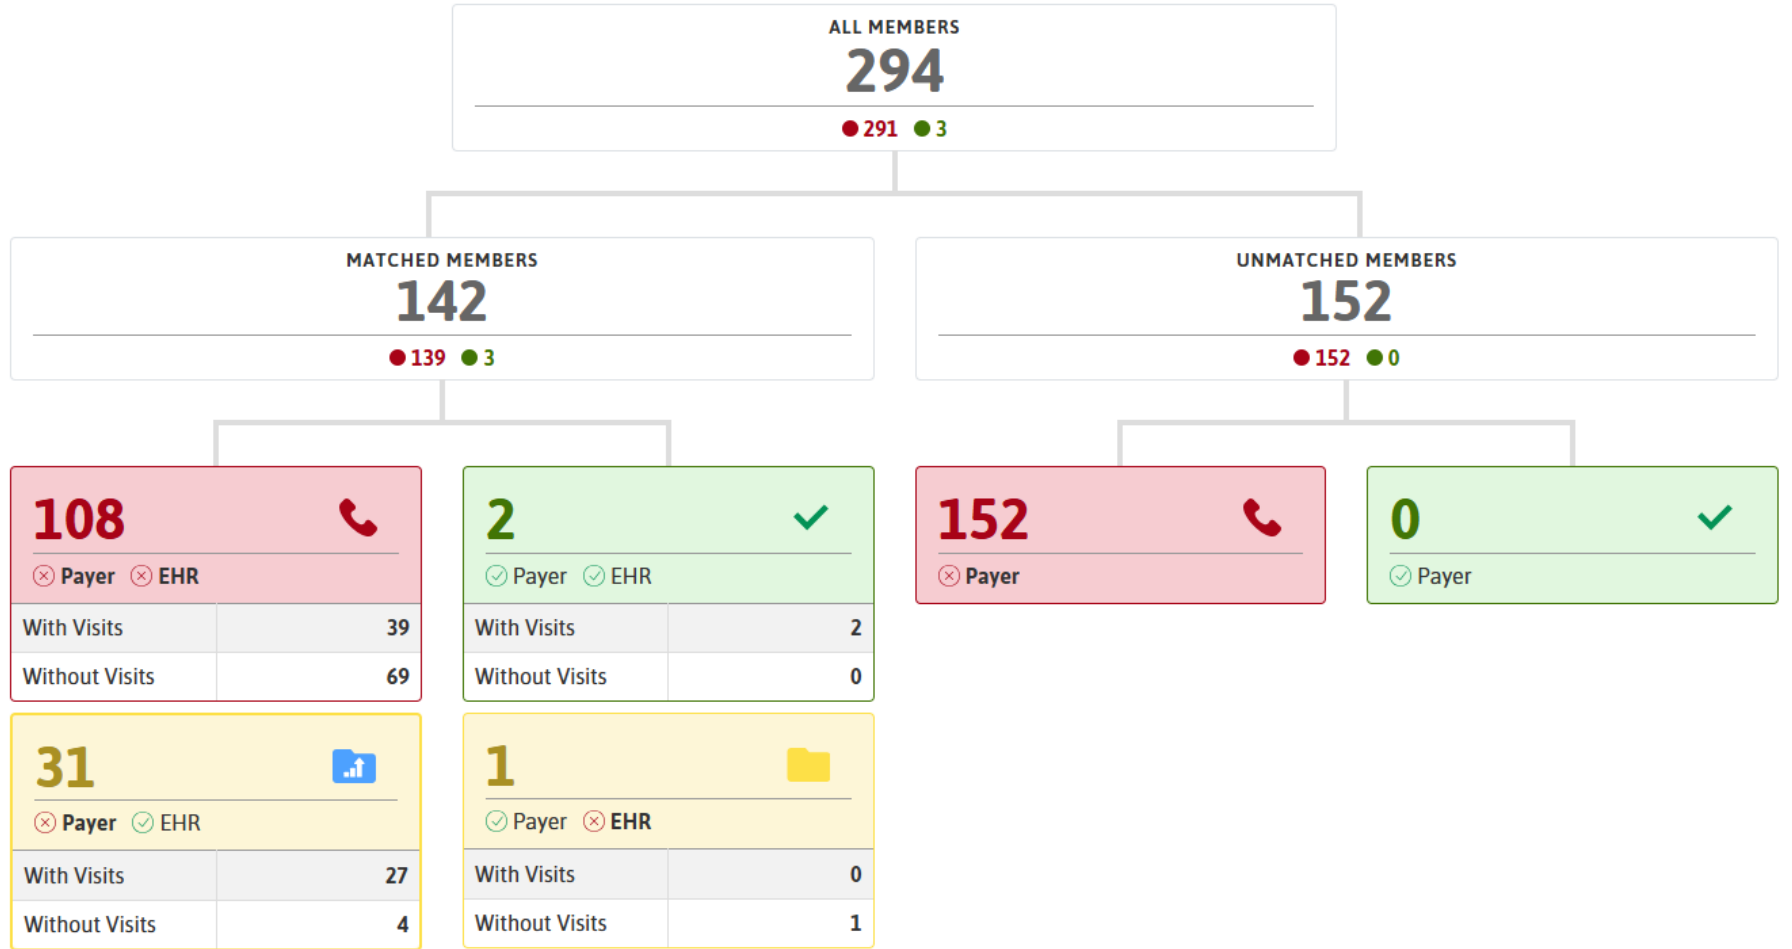 ALL MEMBERS
294
291 3
MATCHED MEMBERS
142
139 3
UNMATCHED MEMBERS
152
152 0
108
Payer EHR
With Visits 39
Without Visits 69
2
Payer EHR
With Visits 2
Without Visits 0
152
Payer
0
Payer
31
Payer EHR
With Visits 27
Without Visits 4
1
Payer EHR
With Visits 0
Without Visits 1